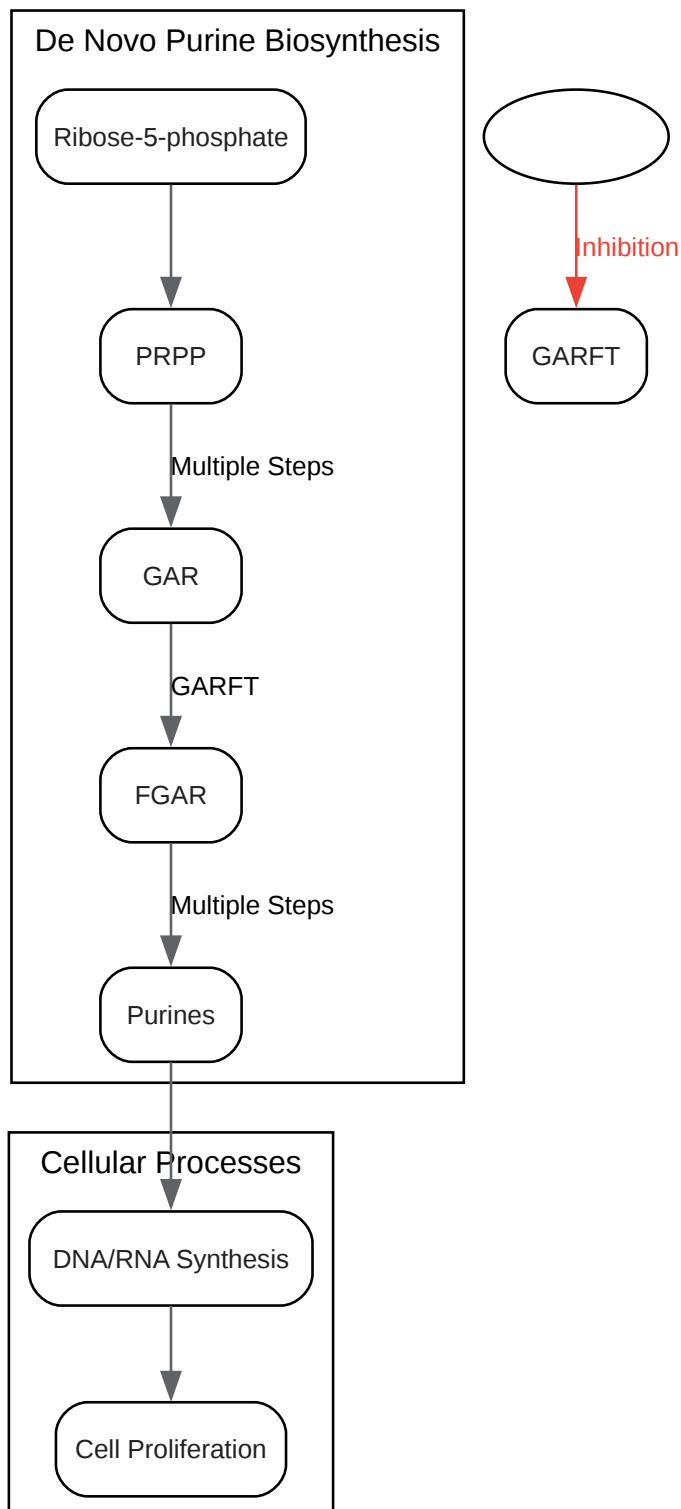 De Novo Purine Biosynthesis
Ribose-5-phosphate
Inhibition
PRPP
GARFT
Multiple Steps
GAR
GARFT
FGAR
Multiple Steps
Purines
Cellular Processes
DNA/RNA Synthesis
Cell Proliferation